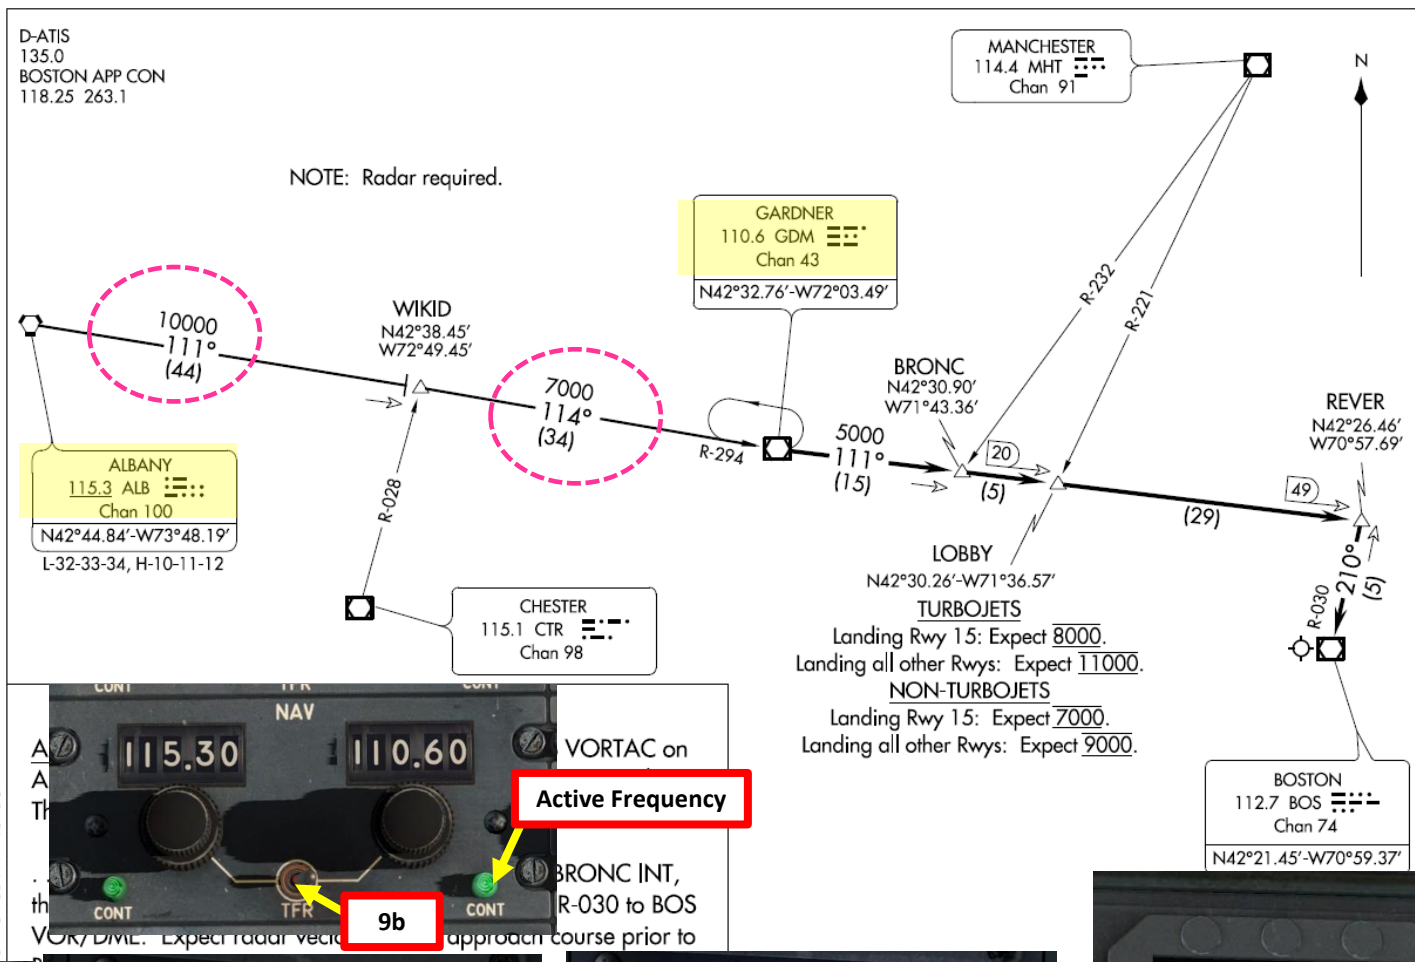 D-ATIS
135.0
BOSTON APP CON
118.25 263.1
NOTE: Radar required.
MANCHESTER
114.4 MHT
Chan 91
N
GARDNER
110.6 GDM
Chan 43
N42°32.76'-W72°03.49'
R-232
R-221
10000
111°
(44)
WIKID
N42°38.45'
W72°49.45'
7000
114°
(34)
R-294
BRONC
N42°30.90'
W71°43.36'
5000
111°
(15)
20
(5)
REVER
N42°26.46'
W70°57.69'
49
(29)
ALBANY
115.3 ALB
Chan 100
N42°44.84'-W73°48.19'
L-32-33-34, H-10-11-12
R-028
LOBBY
N42°30.26'-W71°36.57'
210°
(5)
R-030
CHESTER
115.1 CTR
Chan 98
TURBOJETS
Landing Rwy 15: Expect 8000.
Landing all other Rwys: Expect 11000.
NON-TURBOJETS
Landing Rwy 15: Expect 7000.
Landing all other Rwys: Expect 9000.
BOSTON
112.7 BOS
Chan 74
N42°21.45'-W70°59.37'
CONT TFR CONT
NAV
115.30 110.60
VORTAC on
Active Frequency
BRONC INT,
R-030 to BOS
CONT TFR CONT
9b
VOR/DME. Expect radar approach course prior to